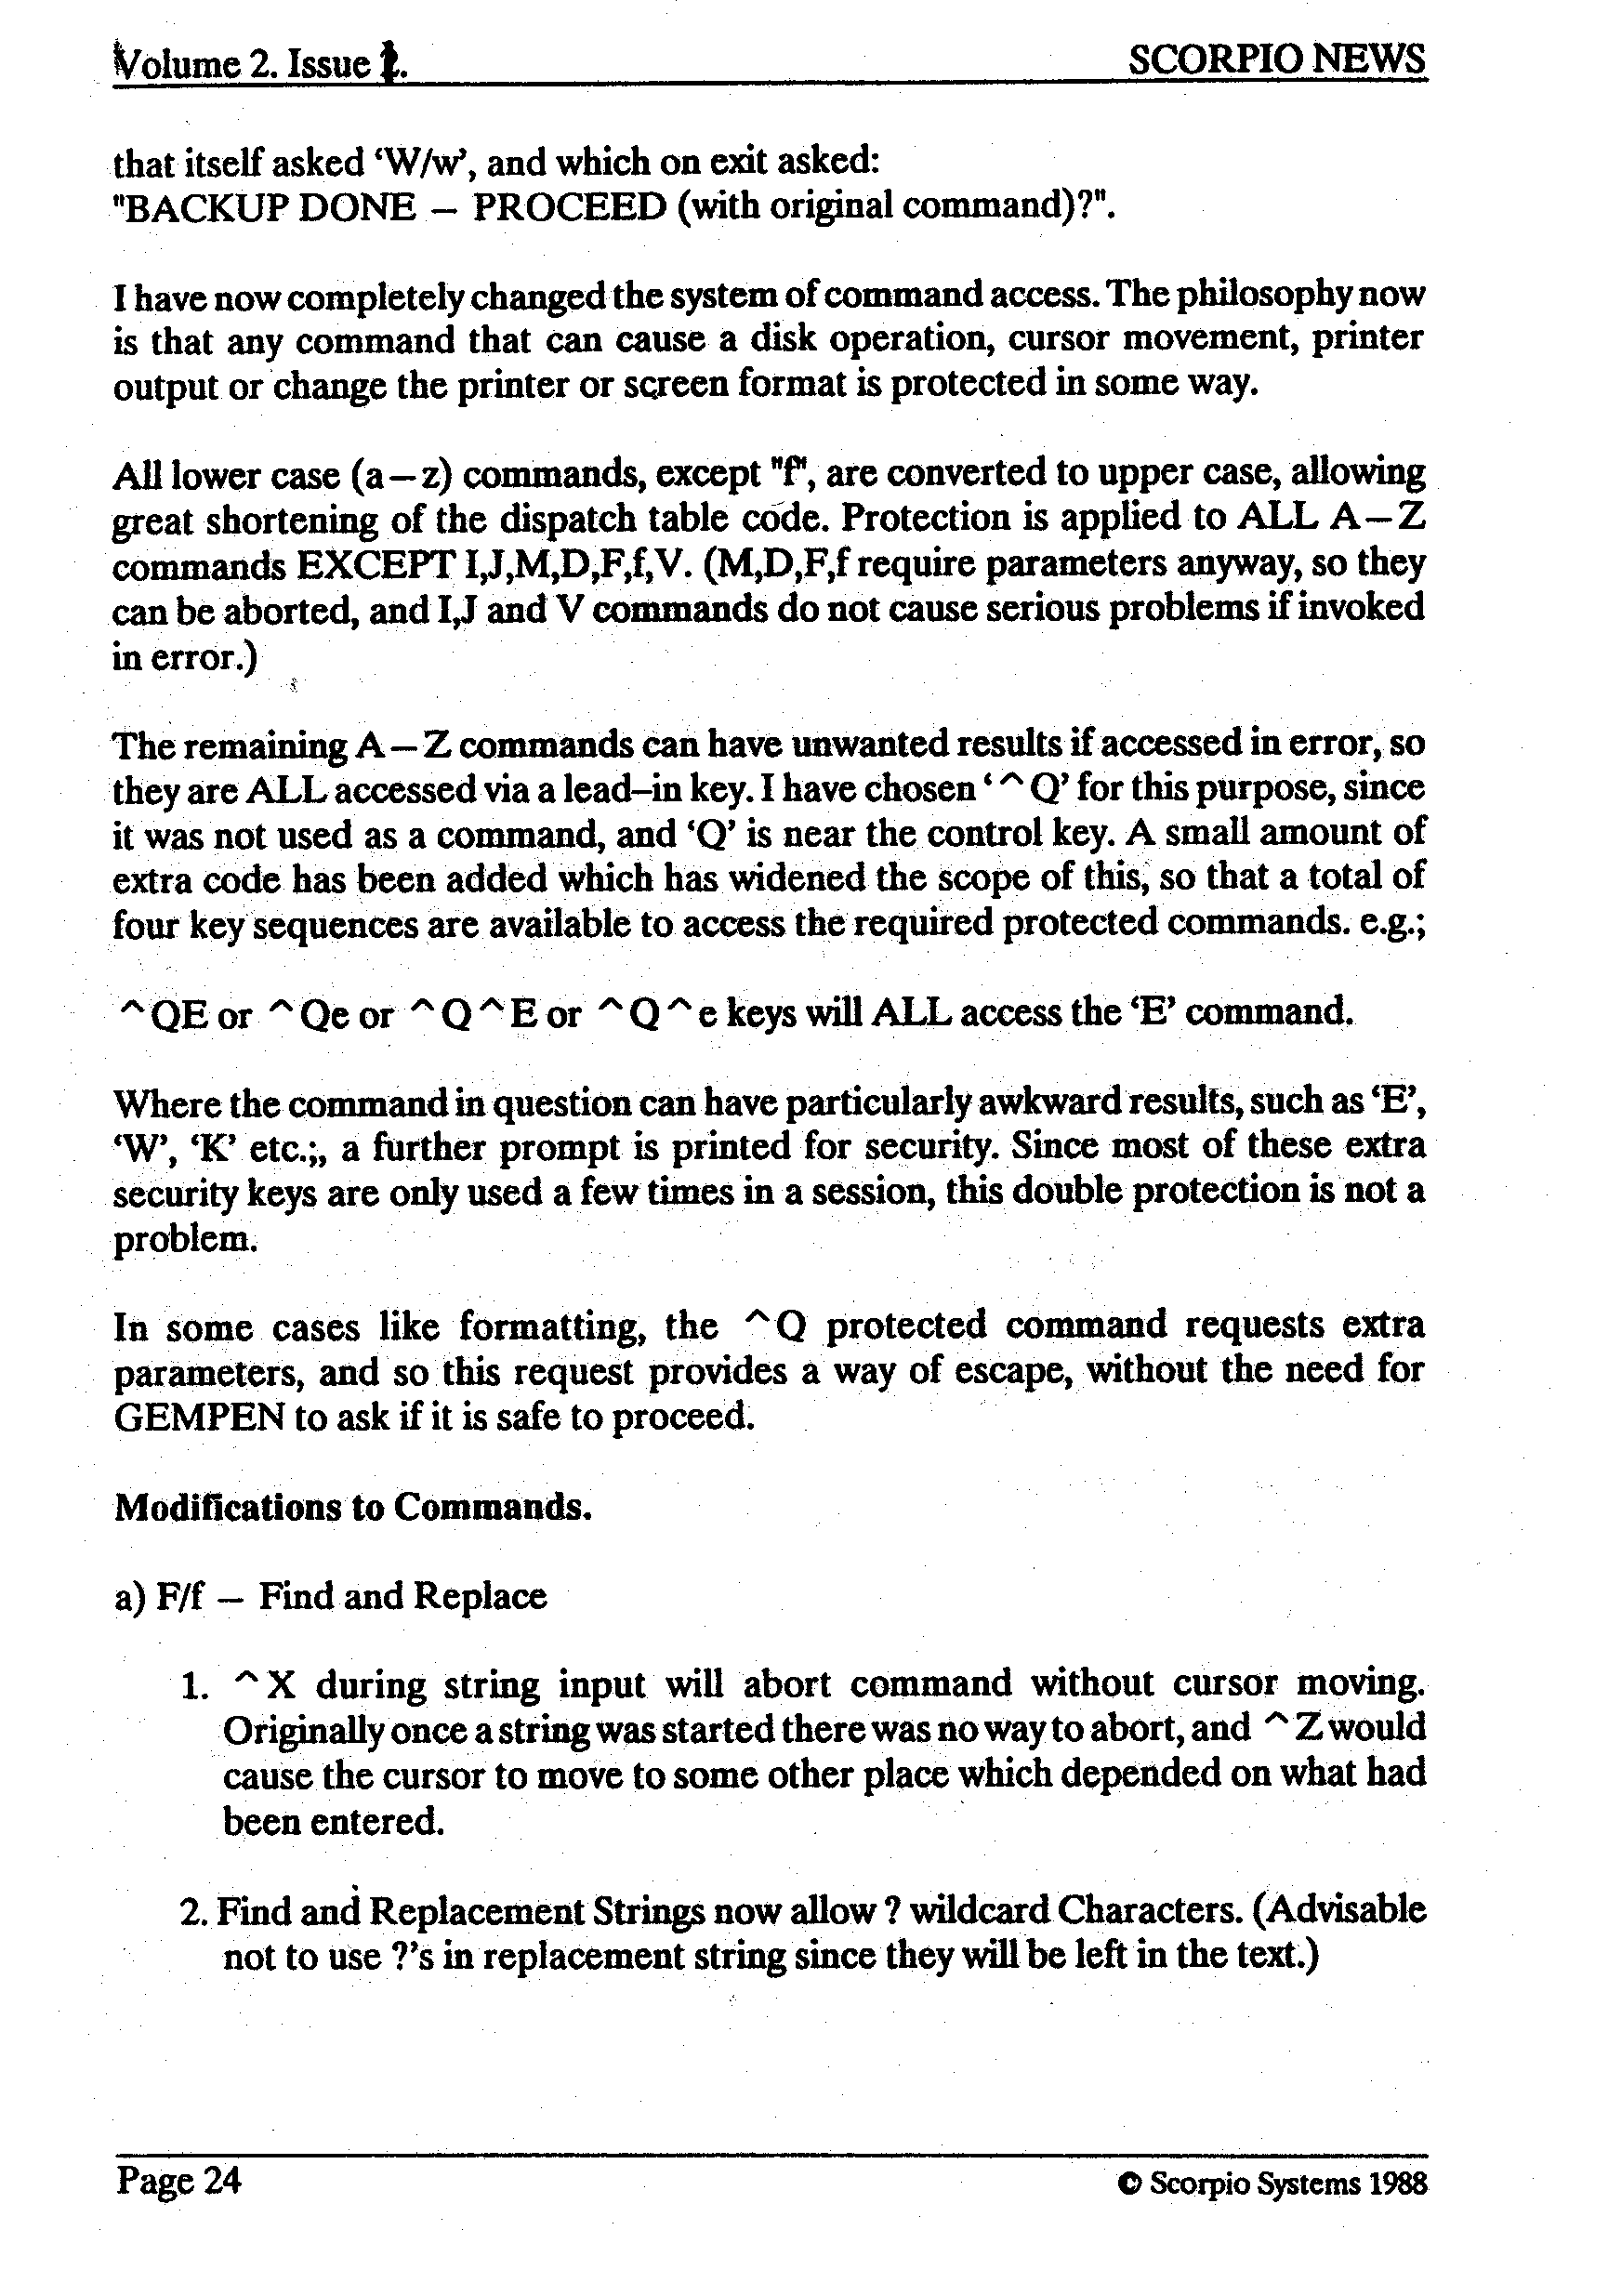 Volume 2. Issue 1.
SCORPIO NEWS
that itself asked ‘W/w’, and which on exit asked:
"BACKUP DONE – PROCEED (with original command)?".
I have now completely changed the system of command access. The philosophy now
is that any command that can cause a disk operation, cursor movement, printer
output or change the printer or screen format is protected in some way.
All lower case (a–z) commands, except "f", are converted to upper case, allowing
great shortening of the dispatch table code. Protection is applied to ALL A–Z
commands EXCEPT I,J,M,D,F,f,V. (M,D,F,f require parameters anyway, so they
can be aborted, and I,J and V commands do not cause serious problems if invoked
in error.)
The remaining A–Z commands can have unwanted results if accessed in error, so
they are ALL accessed via a lead–in key. I have chosen ‘^Q’ for this purpose, since
it was not used as a command, and ‘Q’ is near the control key. A small amount of
extra code has been added which has widened the scope of this, so that a total of
four key sequences are available to access the required protected commands. e.g.;
^QE or ^Qe or ^Q^E or ^Q^e keys will ALL access the ‘E’ command.
Where the command in question can have particularly awkward results, such as ‘E’,
‘W’, ‘K’ etc.;, a further prompt is printed for security. Since most of these extra
security keys are only used a few times in a session, this double protection is not a
problem.
In some cases like formatting, the ^Q protected command requests extra
parameters, and so this request provides a way of escape, without the need for
GEMPEN to ask if it is safe to proceed.
Modifications to Commands.
a) F/f – Find and Replace
1. ^X during string input will abort command without cursor moving.
Originally once a string was started there was no way to abort, and ^Z would
cause the cursor to move to some other place which depended on what had
been entered.
2. Find and Replacement Strings now allow ? wildcard Characters. (Advisable
not to use ?’s in replacement string since they will be left in the text.)
Page 24
© Scorpio Systems 1988